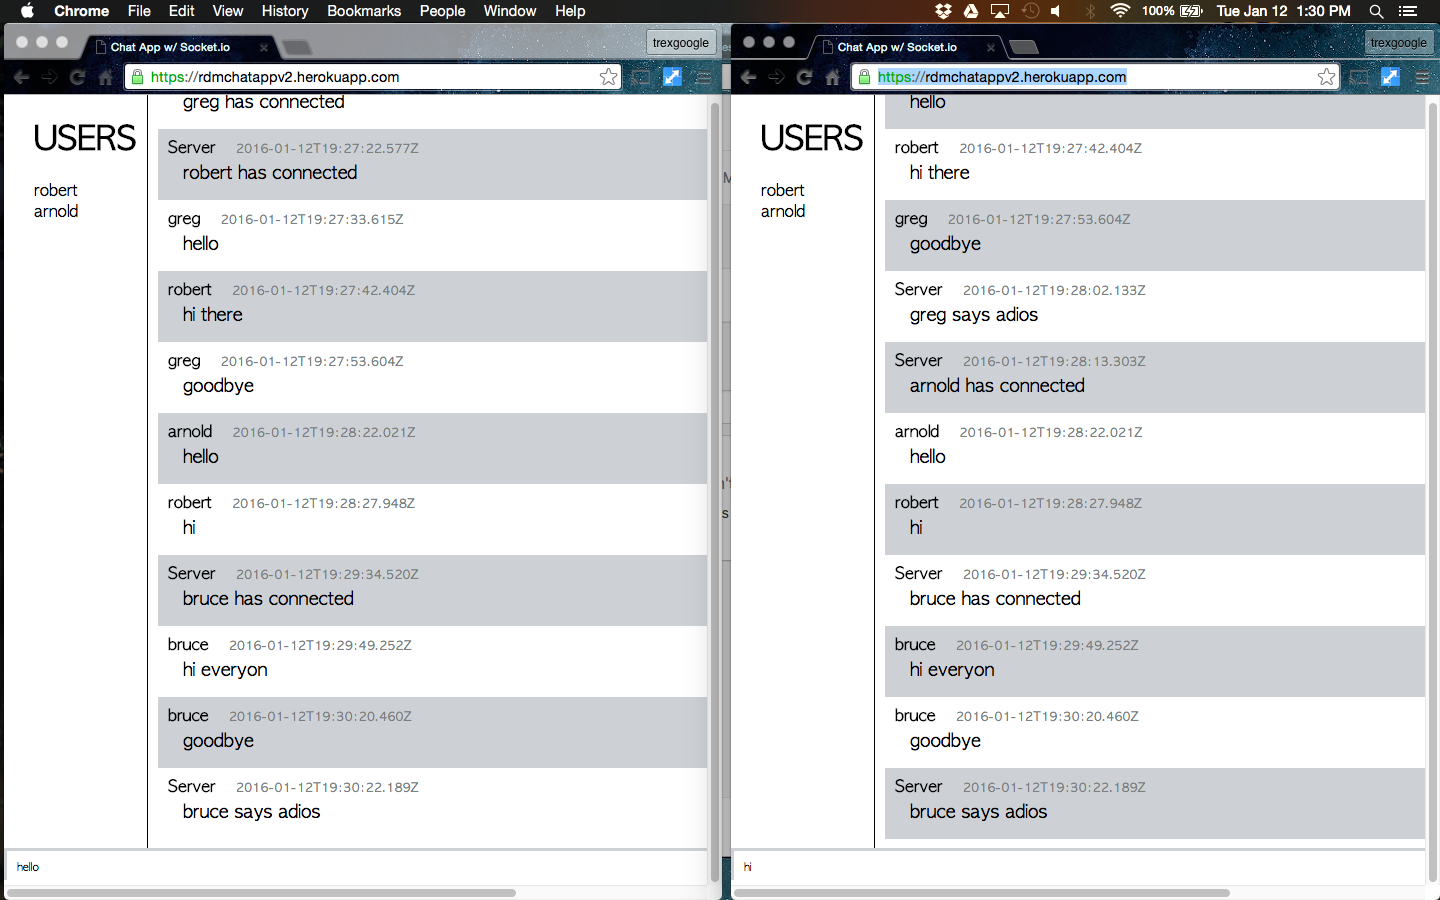 Chrome File Edit View History Bookmarks People Window Help 100% Tue Jan 12 1:30 PM
Chat App w/ Socket.io
trexgoogle
https://rdmchatappv2.herokuapp.com
USERS
robert
arnold
greg has connected
Server 2016-01-12T19:27:22.577Z
robert has connected
greg 2016-01-12T19:27:33.615Z
hello
robert 2016-01-12T19:27:42.404Z
hi there
greg 2016-01-12T19:27:53.604Z
goodbye
arnold 2016-01-12T19:28:22.021Z
hello
robert 2016-01-12T19:28:27.948Z
hi
Server 2016-01-12T19:29:34.520Z
bruce has connected
bruce 2016-01-12T19:29:49.252Z
hi everyon
bruce 2016-01-12T19:30:20.460Z
goodbye
Server 2016-01-12T19:30:22.189Z
bruce says adios
hello
Chat App w/ Socket.io
trexgoogle
https://rdmchatappv2.herokuapp.com
USERS
robert
arnold
hello
robert 2016-01-12T19:27:42.404Z
hi there
greg 2016-01-12T19:27:53.604Z
goodbye
Server 2016-01-12T19:28:02.133Z
greg says adios
Server 2016-01-12T19:28:13.303Z
arnold has connected
arnold 2016-01-12T19:28:22.021Z
hello
robert 2016-01-12T19:28:27.948Z
hi
Server 2016-01-12T19:29:34.520Z
bruce has connected
bruce 2016-01-12T19:29:49.252Z
hi everyon
bruce 2016-01-12T19:30:20.460Z
goodbye
Server 2016-01-12T19:30:22.189Z
bruce says adios
hi